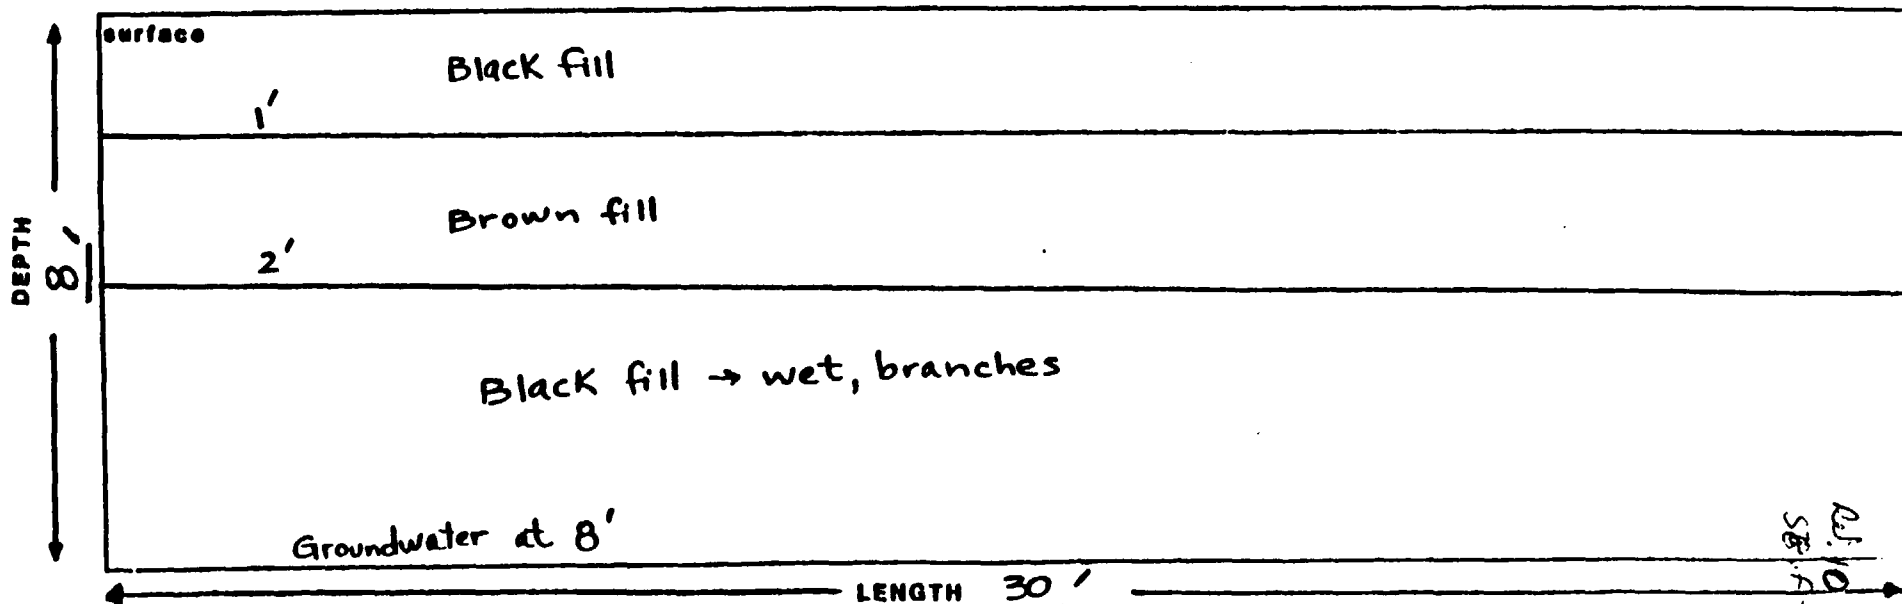 surface
Black fill
1'
Brown fill
2'
DEPTH 8'
Black fill → wet, branches
Groundwater at 8'
LENGTH 30'